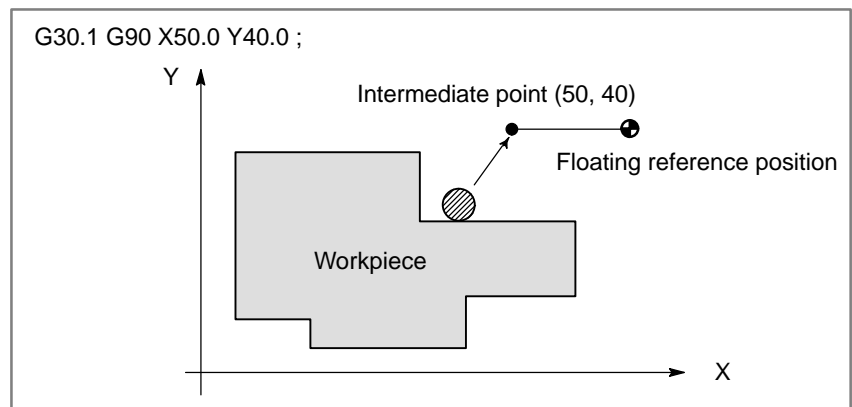 G30.1 G90 X50.0 Y40.0 ;
Y
Intermediate point (50, 40)
Floating reference position
Workpiece
X